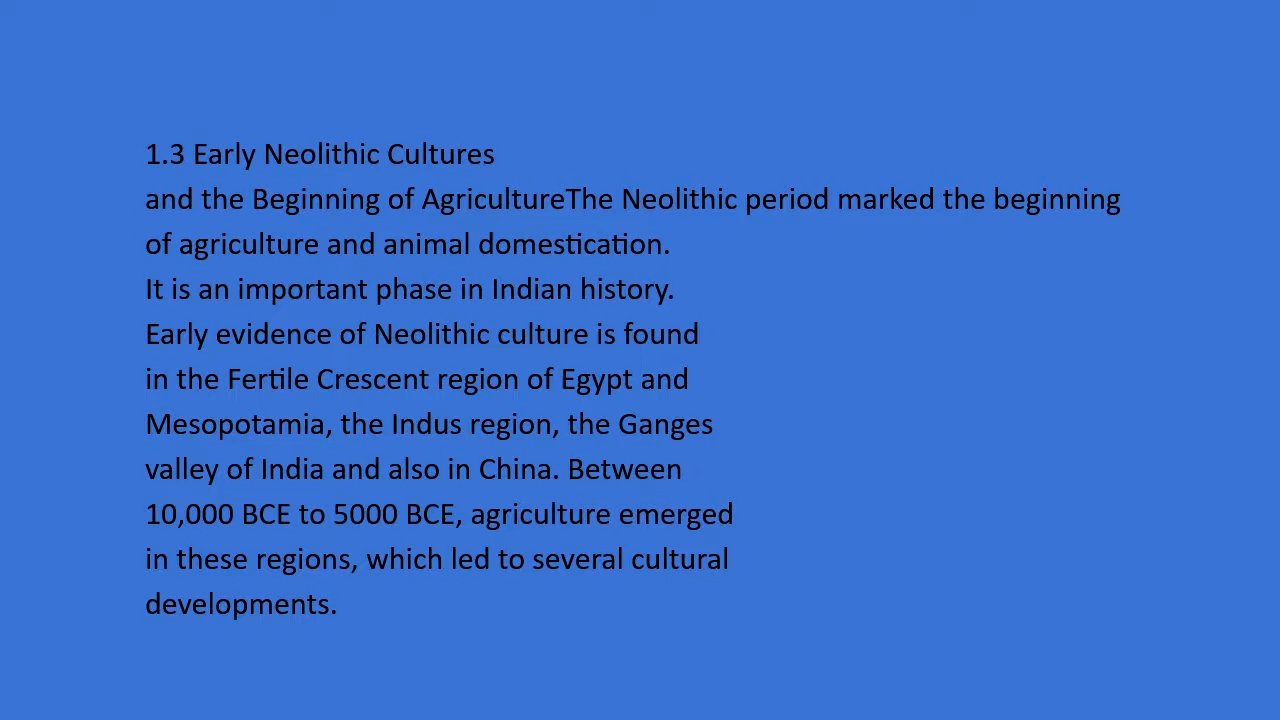 1.3 Early Neolithic Cultures
and the Beginning of AgricultureThe Neolithic period marked the beginning
of agriculture and animal domestication.
It is an important phase in Indian history.
Early evidence of Neolithic culture is found
in the Fertile Crescent region of Egypt and
Mesopotamia, the Indus region, the Ganges
valley of India and also in China. Between
10,000 BCE to 5000 BCE, agriculture emerged
in these regions, which led to several cultural
developments.